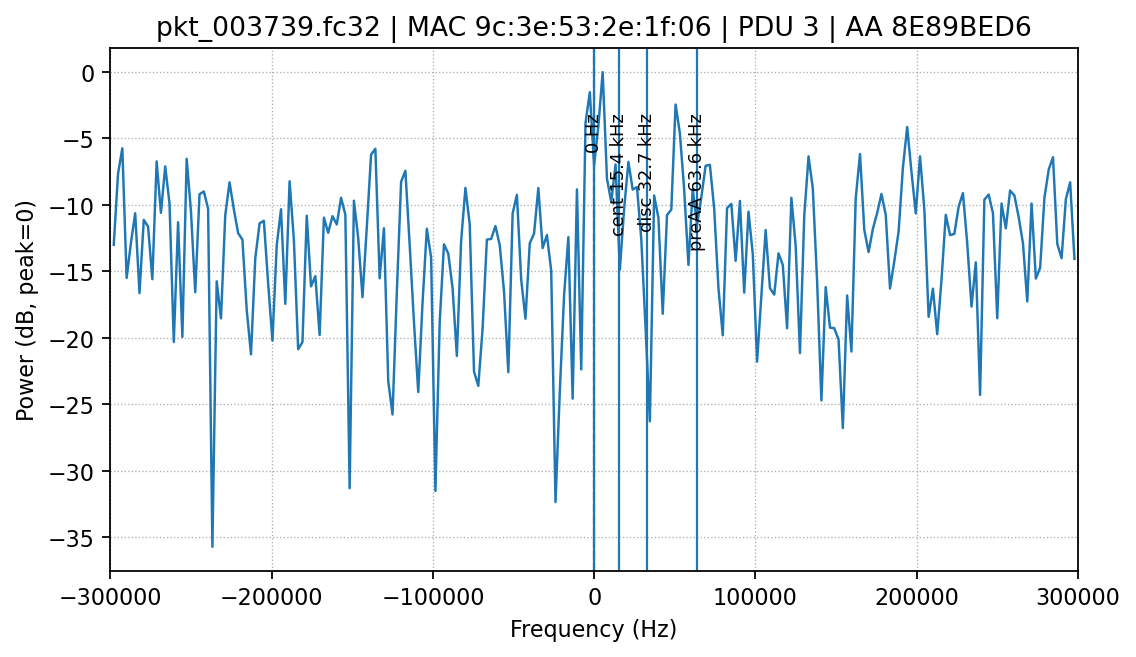 pkt_003739.fc32 | MAC 9c:3e:53:2e:1f:06 | PDU 3 | AA 8E89BED6
Power (dB, peak=0)
0
−5
−10
−15
−20
−25
−30
−35
0 Hz
cent 15.4 kHz
disc 32.7 kHz
preAA 63.6 kHz
−300000
−200000
−100000
0
100000
200000
300000
Frequency (Hz)